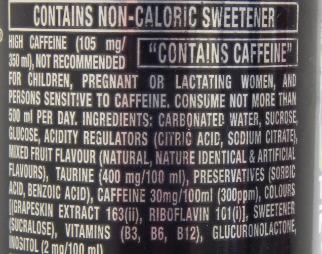 CONTAINS NON-CALORIC SWEETENER
HIGH CAFFEINE (105 mg/
350 ml), NOT RECOMMENDED
"CONTAINS CAFFEINE"
FOR CHILDREN, PREGNANT OR LACTATING WOMEN, AND
PERSONS SENSITIVE TO CAFFEINE. CONSUME NOT MORE THAN
500 ml PER DAY. INGREDIENTS: CARBONATED WATER, SUCROSE,
GLUCOSE, ACIDITY REGULATORS (CITRIC ACID, SODIUM CITRATE),
MIXED FRUIT FLAVOUR (NATURAL, NATURE IDENTICAL & ARTIFICIAL
FLAVOURS), TAURINE (400 mg/100 ml), PRESERVATIVES (SORBIC
ACID, BENZOIC ACID), CAFFEINE 30mg/100ml (300ppm), COLOURS
[GRAPESKIN EXTRACT 163(ii), RIBOFLAVIN 101(i)], SWEETENER
(SUCRALOSE), VITAMINS (B3, B6, B12), GLUCURONOLACTONE,
INOSITOL (2 mg/100 ml)